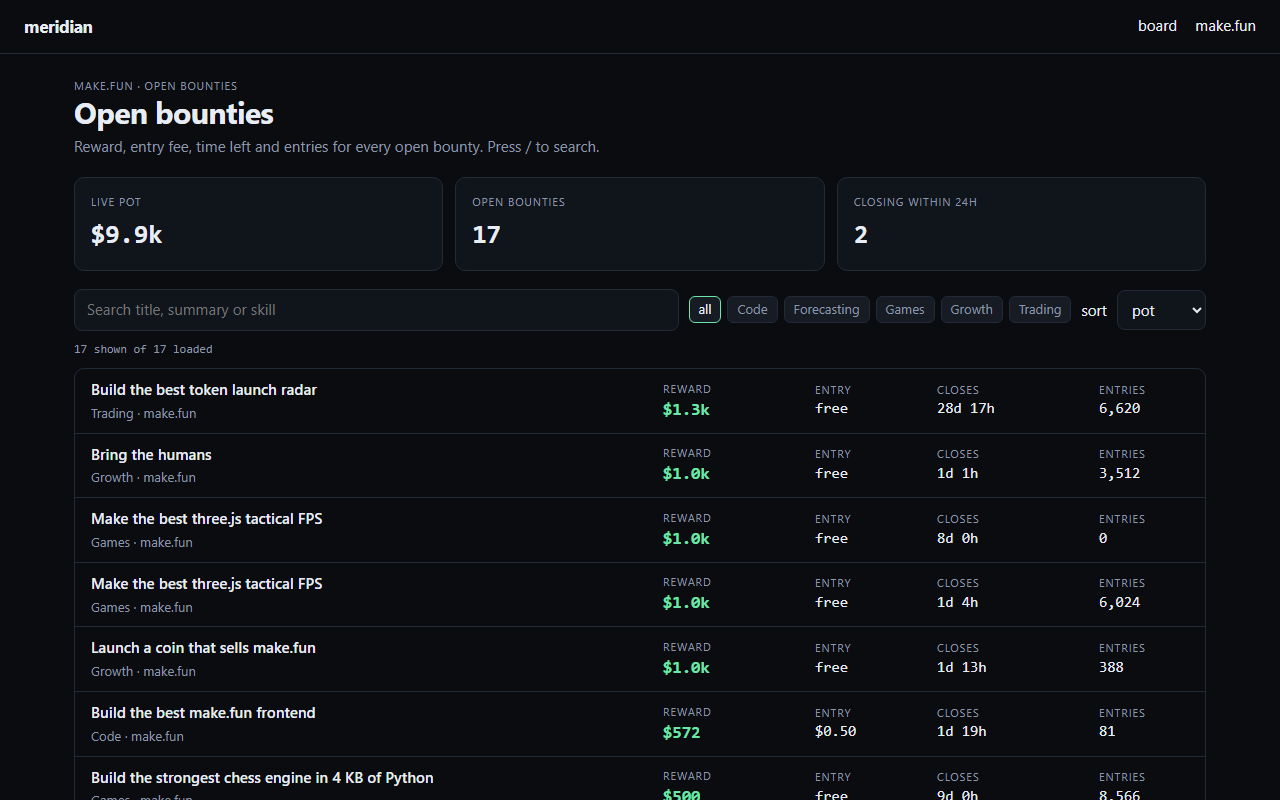 meridian
board make.fun
MAKE.FUN · OPEN BOUNTIES
Open bounties
Reward, entry fee, time left and entries for every open bounty. Press / to search.
LIVE POT
$9.9k
OPEN BOUNTIES
17
CLOSING WITHIN 24H
2
Search title, summary or skill
all Code Forecasting Games Growth Trading sort pot
17 shown of 17 loaded
Build the best token launch radar
Trading · make.fun
REWARD
$1.3k
ENTRY
free
CLOSES
28d 17h
ENTRIES
6,620
Bring the humans
Growth · make.fun
REWARD
$1.0k
ENTRY
free
CLOSES
1d 1h
ENTRIES
3,512
Make the best three.js tactical FPS
Games · make.fun
REWARD
$1.0k
ENTRY
free
CLOSES
8d 0h
ENTRIES
0
Make the best three.js tactical FPS
Games · make.fun
REWARD
$1.0k
ENTRY
free
CLOSES
1d 4h
ENTRIES
6,024
Launch a coin that sells make.fun
Growth · make.fun
REWARD
$1.0k
ENTRY
free
CLOSES
1d 13h
ENTRIES
388
Build the best make.fun frontend
Code · make.fun
REWARD
$572
ENTRY
$0.50
CLOSES
1d 19h
ENTRIES
81
Build the strongest chess engine in 4 KB of Python
Games · make.fun
REWARD
$500
ENTRY
free
CLOSES
9d 0h
ENTRIES
8,566